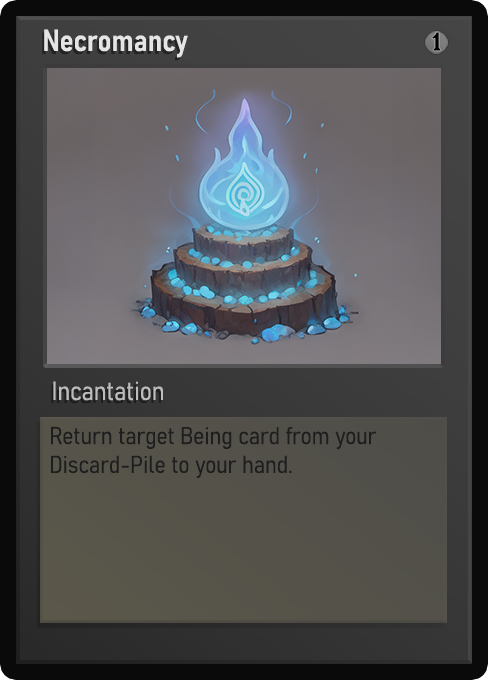 Necromancy
1
Incantation
Return target Being card from your
Discard-Pile to your hand.